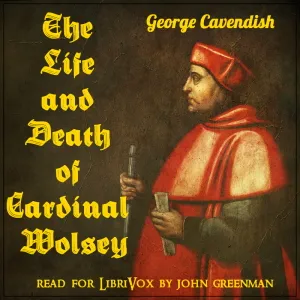 George Cavendish
The
Life
and
Death
of
Cardinal
Wolsey
READ FOR LIBRIVOX BY JOHN GREENMAN